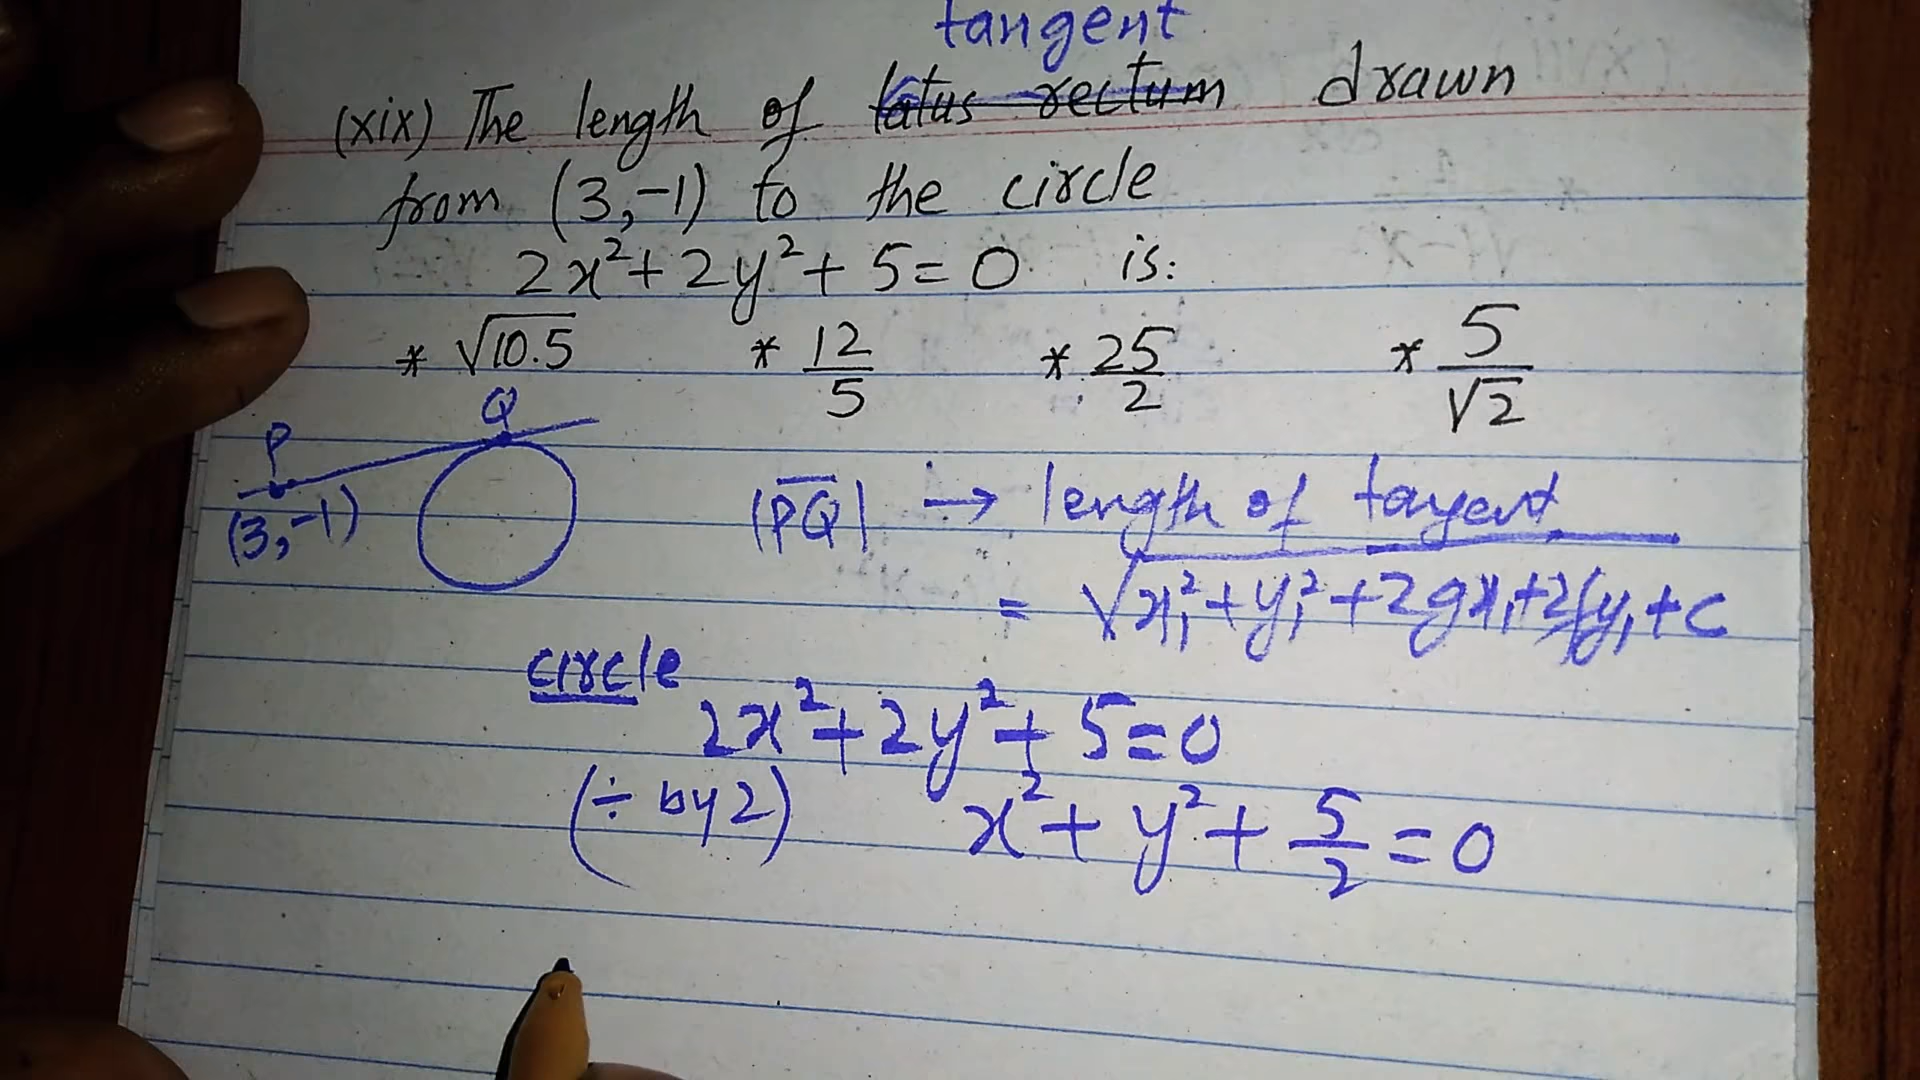 tangent
(xix) The length of latus rectum drawn
from (3,-1) to the circle
2x²+2y²+5=0 is:
* √10.5 * 12/5 * 25/2 * 5/√2
P Q
(3,-1) |PQ| → length of tangent
= √x₁²+y₁²+2gx₁+2fy₁+c
circle
2x²+2y²+5=0
(÷ by 2) x²+y²+5/2=0